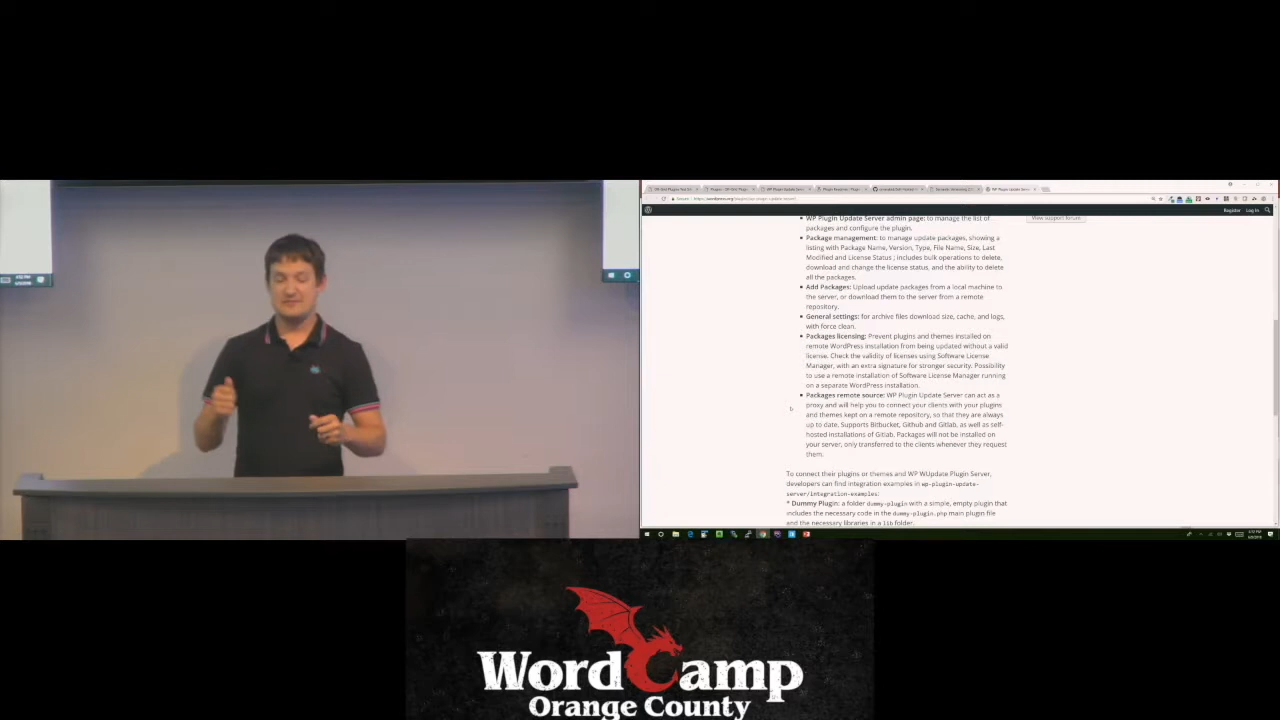 Register Log In
View support forum
WP Plugin Update Server admin page: to manage the list of
packages and configure the plugin.
Package management: to manage update packages, showing a
listing with Package Name, Version, Type, File Name, Size, Last
Modified and License Status ; includes bulk operations to delete,
download and change the license status, and the ability to delete
all the packages.
Add Packages: Upload update packages from a local machine to
the server, or download them to the server from a remote
repository.
General settings: for archive files download size, cache, and logs,
with force clean.
Packages licensing: Prevent plugins and themes installed on
remote WordPress installation from being updated without a valid
license. Check the validity of licenses using Software License
Manager, with an extra signature for stronger security. Possibility
to use a remote installation of Software License Manager running
on a separate WordPress installation.
Packages remote source: WP Plugin Update Server can act as a
proxy and will help you to connect your clients with your plugins
and themes kept on a remote repository, so that they are always
up to date. Supports Bitbucket, Github and Gitlab, as well as self-
hosted installations of Gitlab. Packages will not be installed on
your server, only transferred to the clients whenever they request
them.
To connect their plugins or themes and WP WUpdate Plugin Server,
developers can find integration examples in wp-plugin-update-
server/integration-examples:
* Dummy Plugin: a folder dummy-plugin with a simple, empty plugin that
includes the necessary code in the dummy-plugin.php main plugin file
and the necessary libraries in a lib folder.
WordCamp
Orange County